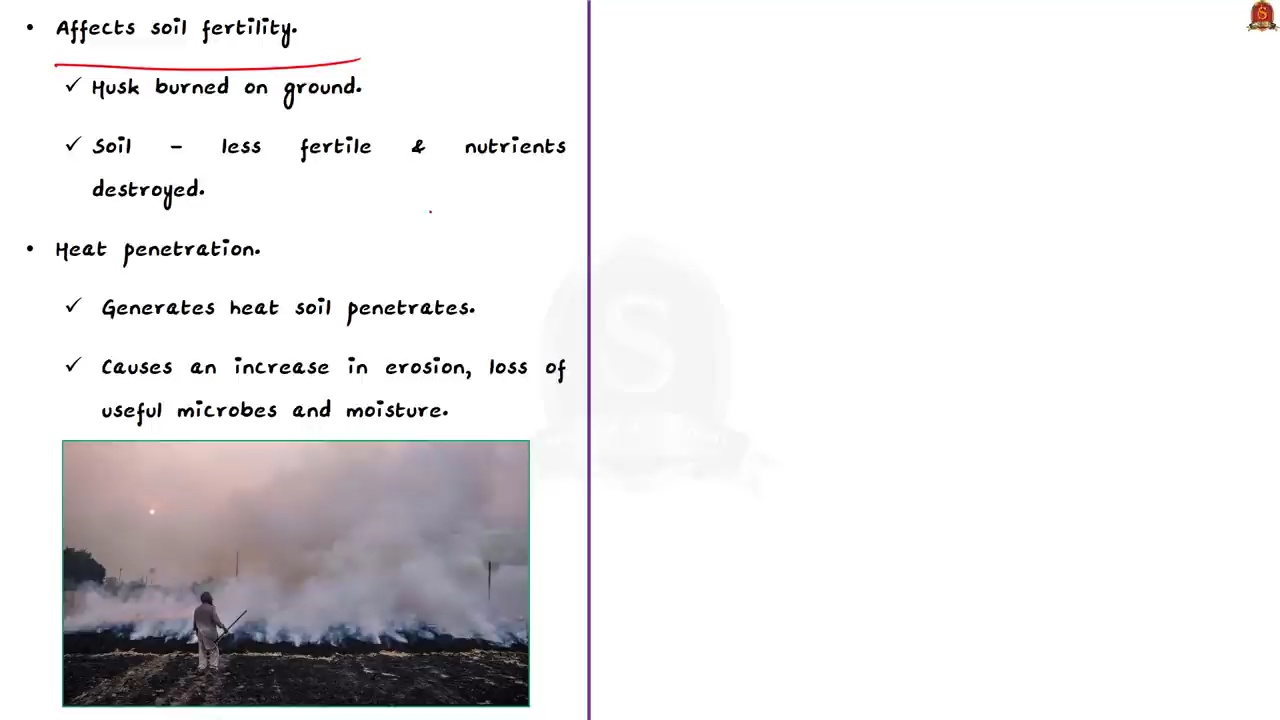 • Affects soil fertility.
✓ Husk burned on ground.
✓ Soil – less fertile & nutrients
destroyed.
• Heat penetration.
✓ Generates heat soil penetrates.
✓ Causes an increase in erosion, loss of
useful microbes and moisture.
S
S